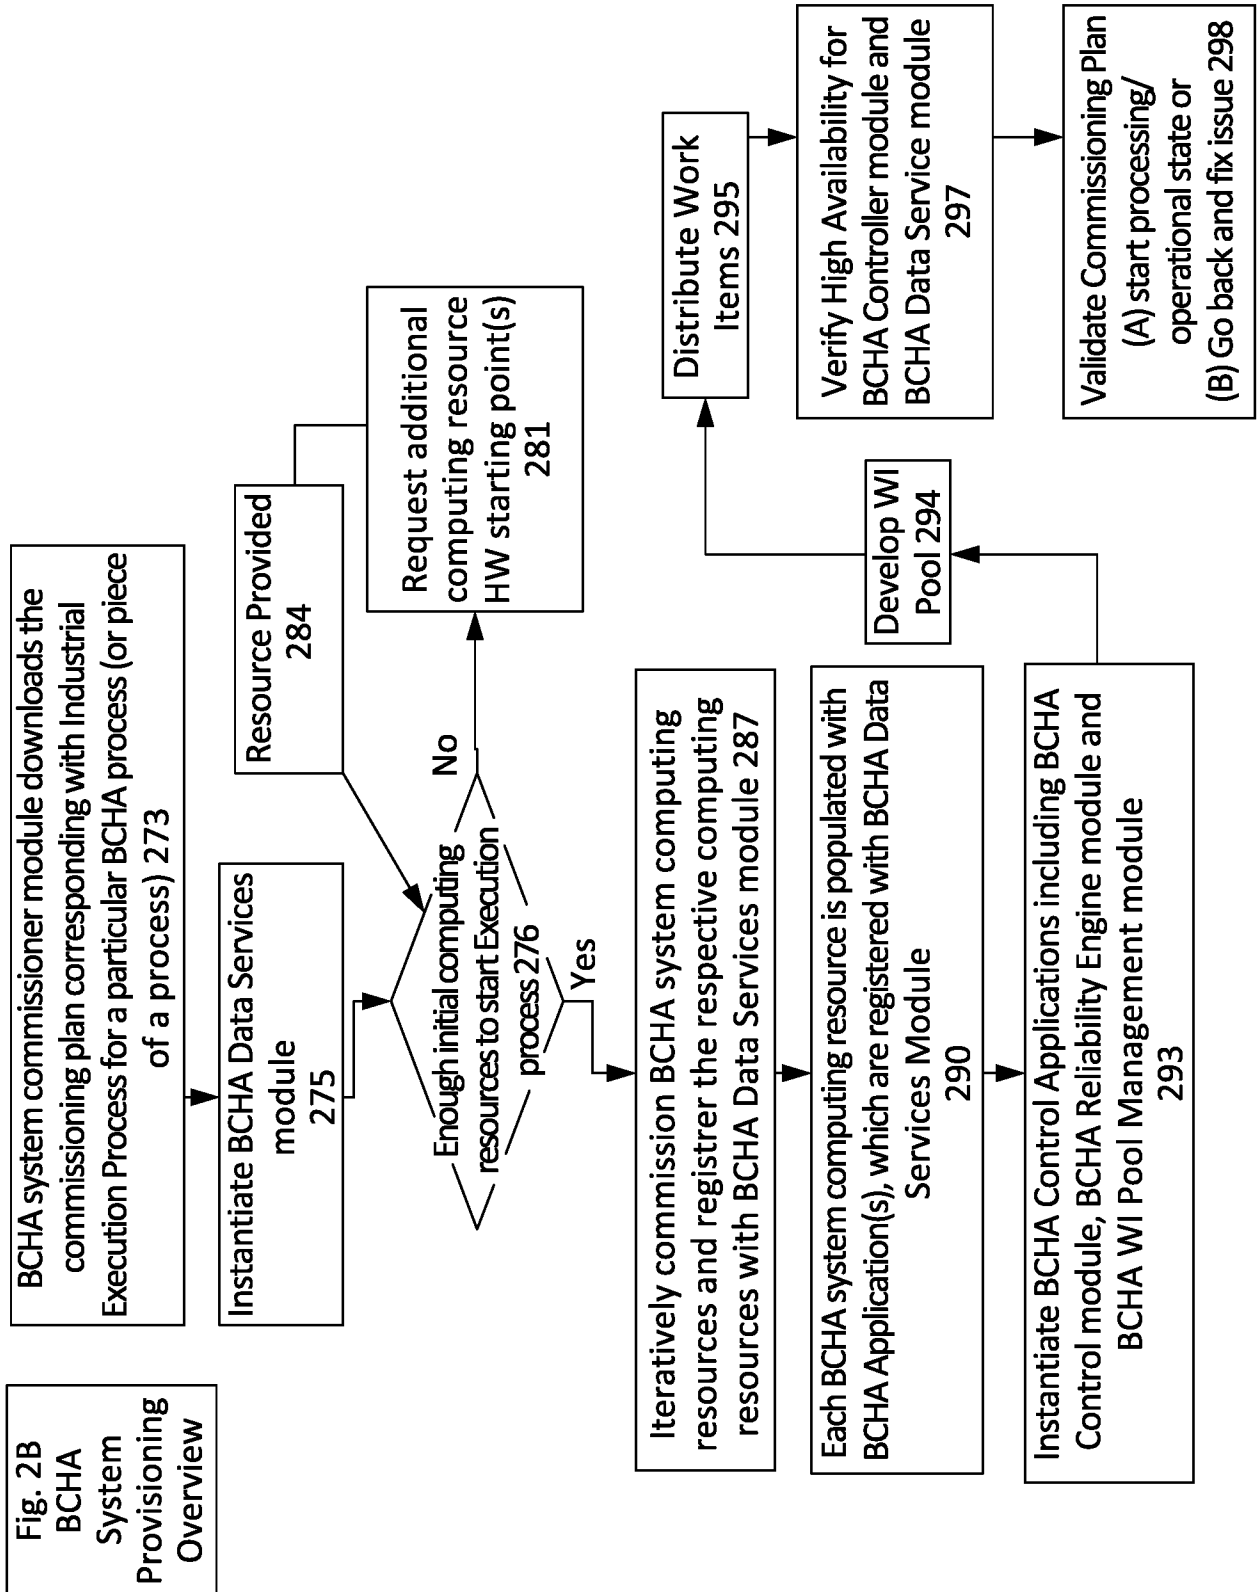 Fig. 2B
BCHA
System
Provisioning
Overview
BCHA system commissioner module downloads the
commissioning plan corresponding with Industrial
Execution Process for a particular BCHA process (or piece
of a process) 273
Instantiate BCHA Data Services
module
275
Resource Provided
284
Enough initial computing
resources to start Execution
process 276
No
Request additional
computing resource
HW starting point(s)
281
Yes
Iteratively commission BCHA system computing
resources and registrer the respective computing
resources with BCHA Data Services module 287
Each BCHA system computing resource is populated with
BCHA Application(s), which are registered with BCHA Data
Services Module
290
Instantiate BCHA Control Applications including BCHA
Control module, BCHA Reliability Engine module and
BCHA WI Pool Management module
293
Develop WI
Pool 294
Distribute Work
Items 295
Verify High Availability for
BCHA Controller module and
BCHA Data Service module
297
Validate Commissioning Plan
(A) start processing/
operational state or
(B) Go back and fix issue 298